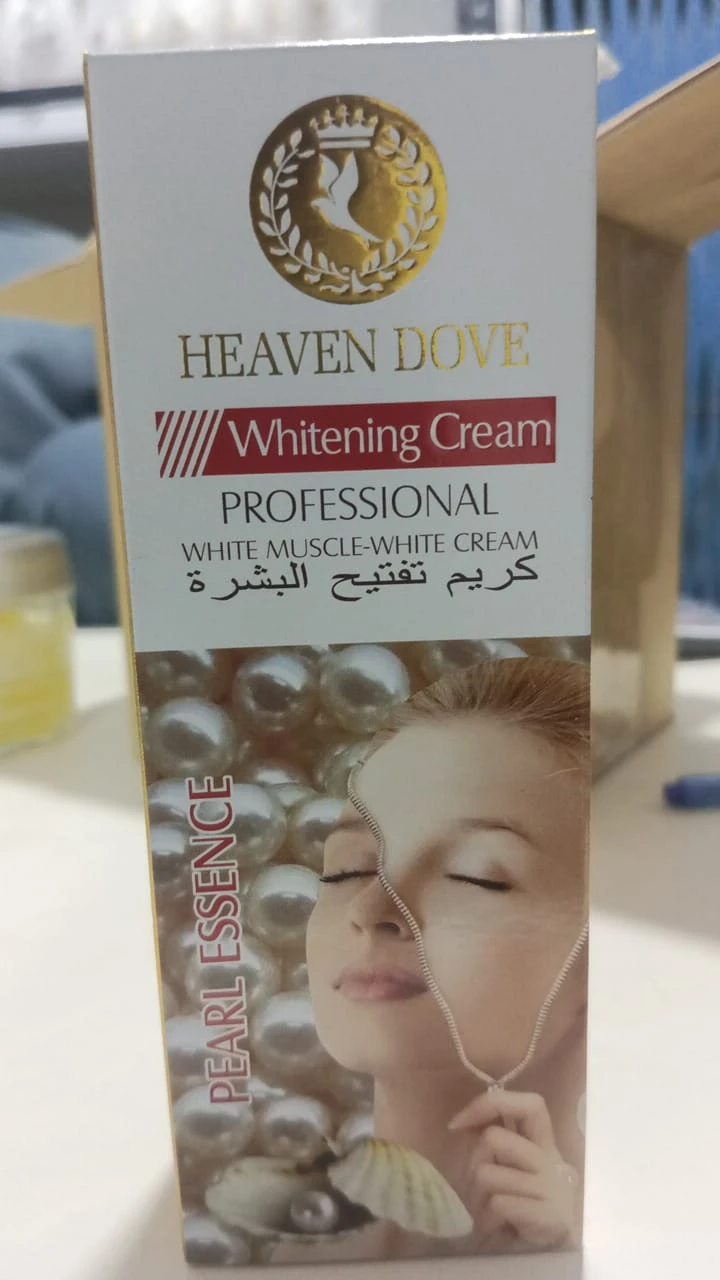 HEAVEN DOVE
Whitening Cream
PROFESSIONAL
WHITE MUSCLE-WHITE CREAM
كريم تفتيح البشرة
PEARL ESSENCE